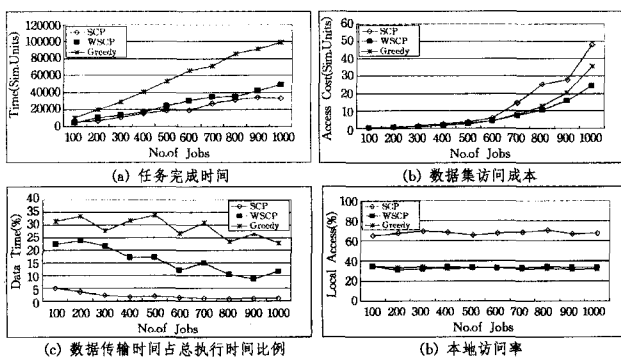 Time(Sim.Units)
120000
100000
80000
60000
40000
20000
0
SCP
WSCP
Greedy
100 200 300 400 500 600 700 800 900 1000
No.of Jobs
(a) 任务完成时间
Access Cost(Sim.Units)
60
50
40
30
20
10
0
SCP
WSCP
Greedy
100 200 300 400 500 600 700 800 900 1000
No.of Jobs
(b) 数据集访问成本
Data Time(%)
40
35
30
25
20
15
10
5
0
SCP
WSCP
Greedy
100 200 300 400 500 600 700 800 900 1000
No.of Jobs
(c) 数据传输时间占总执行时间比例
Local Access(%)
100
80
60
40
20
0
SCP
WSCP
Greedy
100 200 300 400 500 600 700 800 900 1000
No.of Jobs
(b) 本地访问率